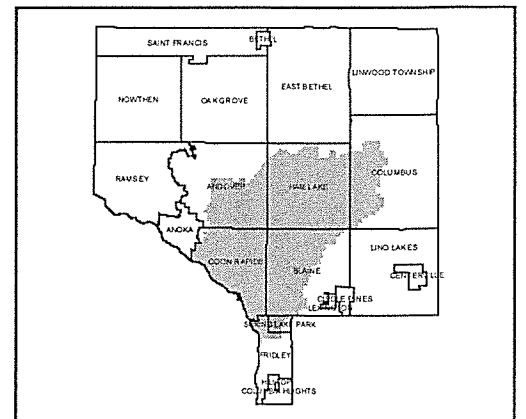 BETHEL
SAINT FRANCIS
LINWOOD TOWNSHIP
EAST BETHEL
NOWTHEN
OAK GROVE
COLUMBUS
RAMSEY
ANDOVER
HAM LAKE
ANOKA
LINO LAKES
COON RAPIDS
BLAINE
CENTERVILLE
CIRCLE PINES
LEXINGTON
SPRING LAKE PARK
FRIDLEY
HILLTOP
COLUMBIA HEIGHTS